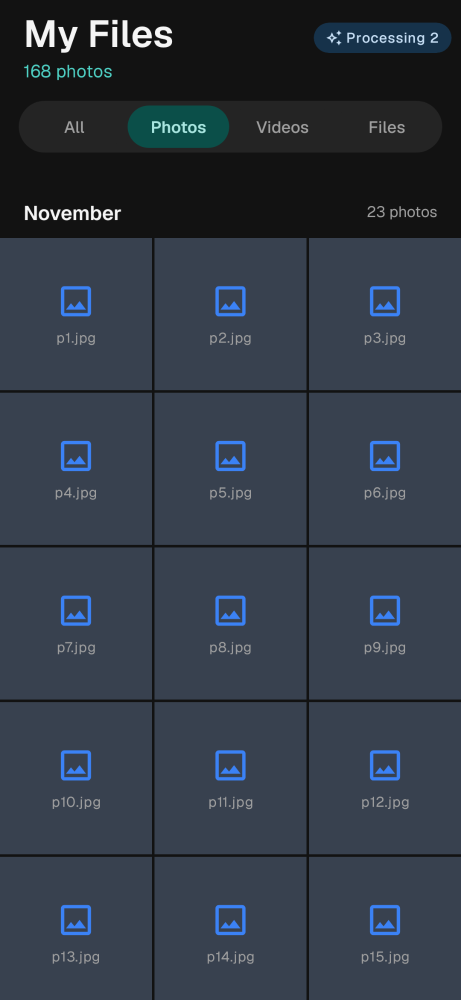 My Files
Processing 2
168 photos
All Photos Videos Files
November 23 photos
p1.jpg p2.jpg p3.jpg
p4.jpg p5.jpg p6.jpg
p7.jpg p8.jpg p9.jpg
p10.jpg p11.jpg p12.jpg
p13.jpg p14.jpg p15.jpg